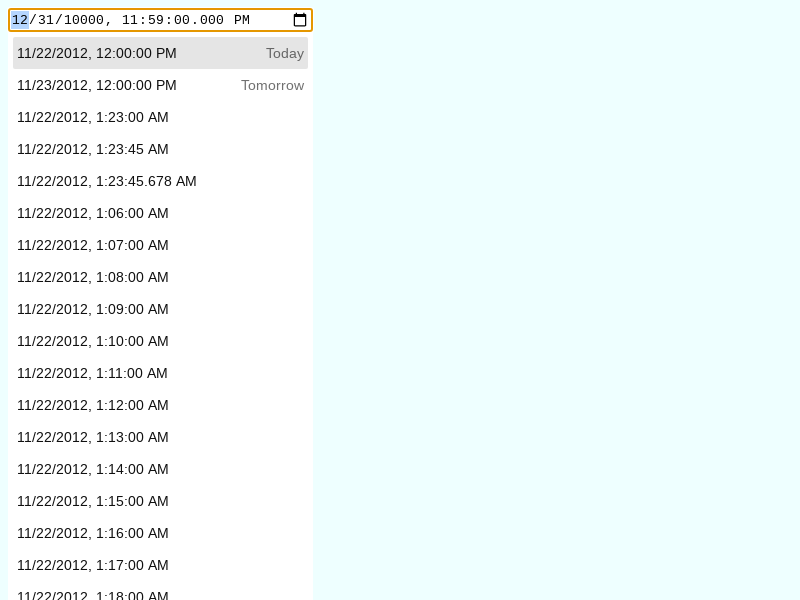 12/31/10000, 11:59:00.000 PM
11/22/2012, 12:00:00 PM Today
11/23/2012, 12:00:00 PM Tomorrow
11/22/2012, 1:23:00 AM
11/22/2012, 1:23:45 AM
11/22/2012, 1:23:45.678 AM
11/22/2012, 1:06:00 AM
11/22/2012, 1:07:00 AM
11/22/2012, 1:08:00 AM
11/22/2012, 1:09:00 AM
11/22/2012, 1:10:00 AM
11/22/2012, 1:11:00 AM
11/22/2012, 1:12:00 AM
11/22/2012, 1:13:00 AM
11/22/2012, 1:14:00 AM
11/22/2012, 1:15:00 AM
11/22/2012, 1:16:00 AM
11/22/2012, 1:17:00 AM
11/22/2012, 1:18:00 AM